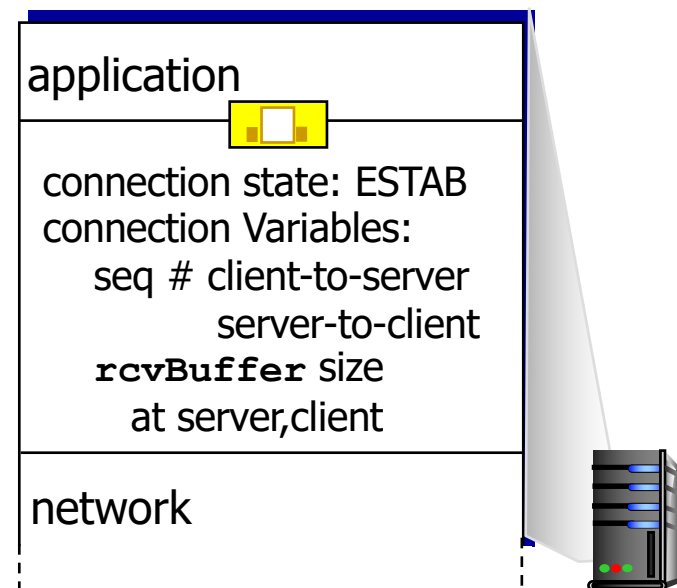 application
connection state: ESTAB
connection Variables:
seq # client-to-server
server-to-client
rcvBuffer size
at server,client
network